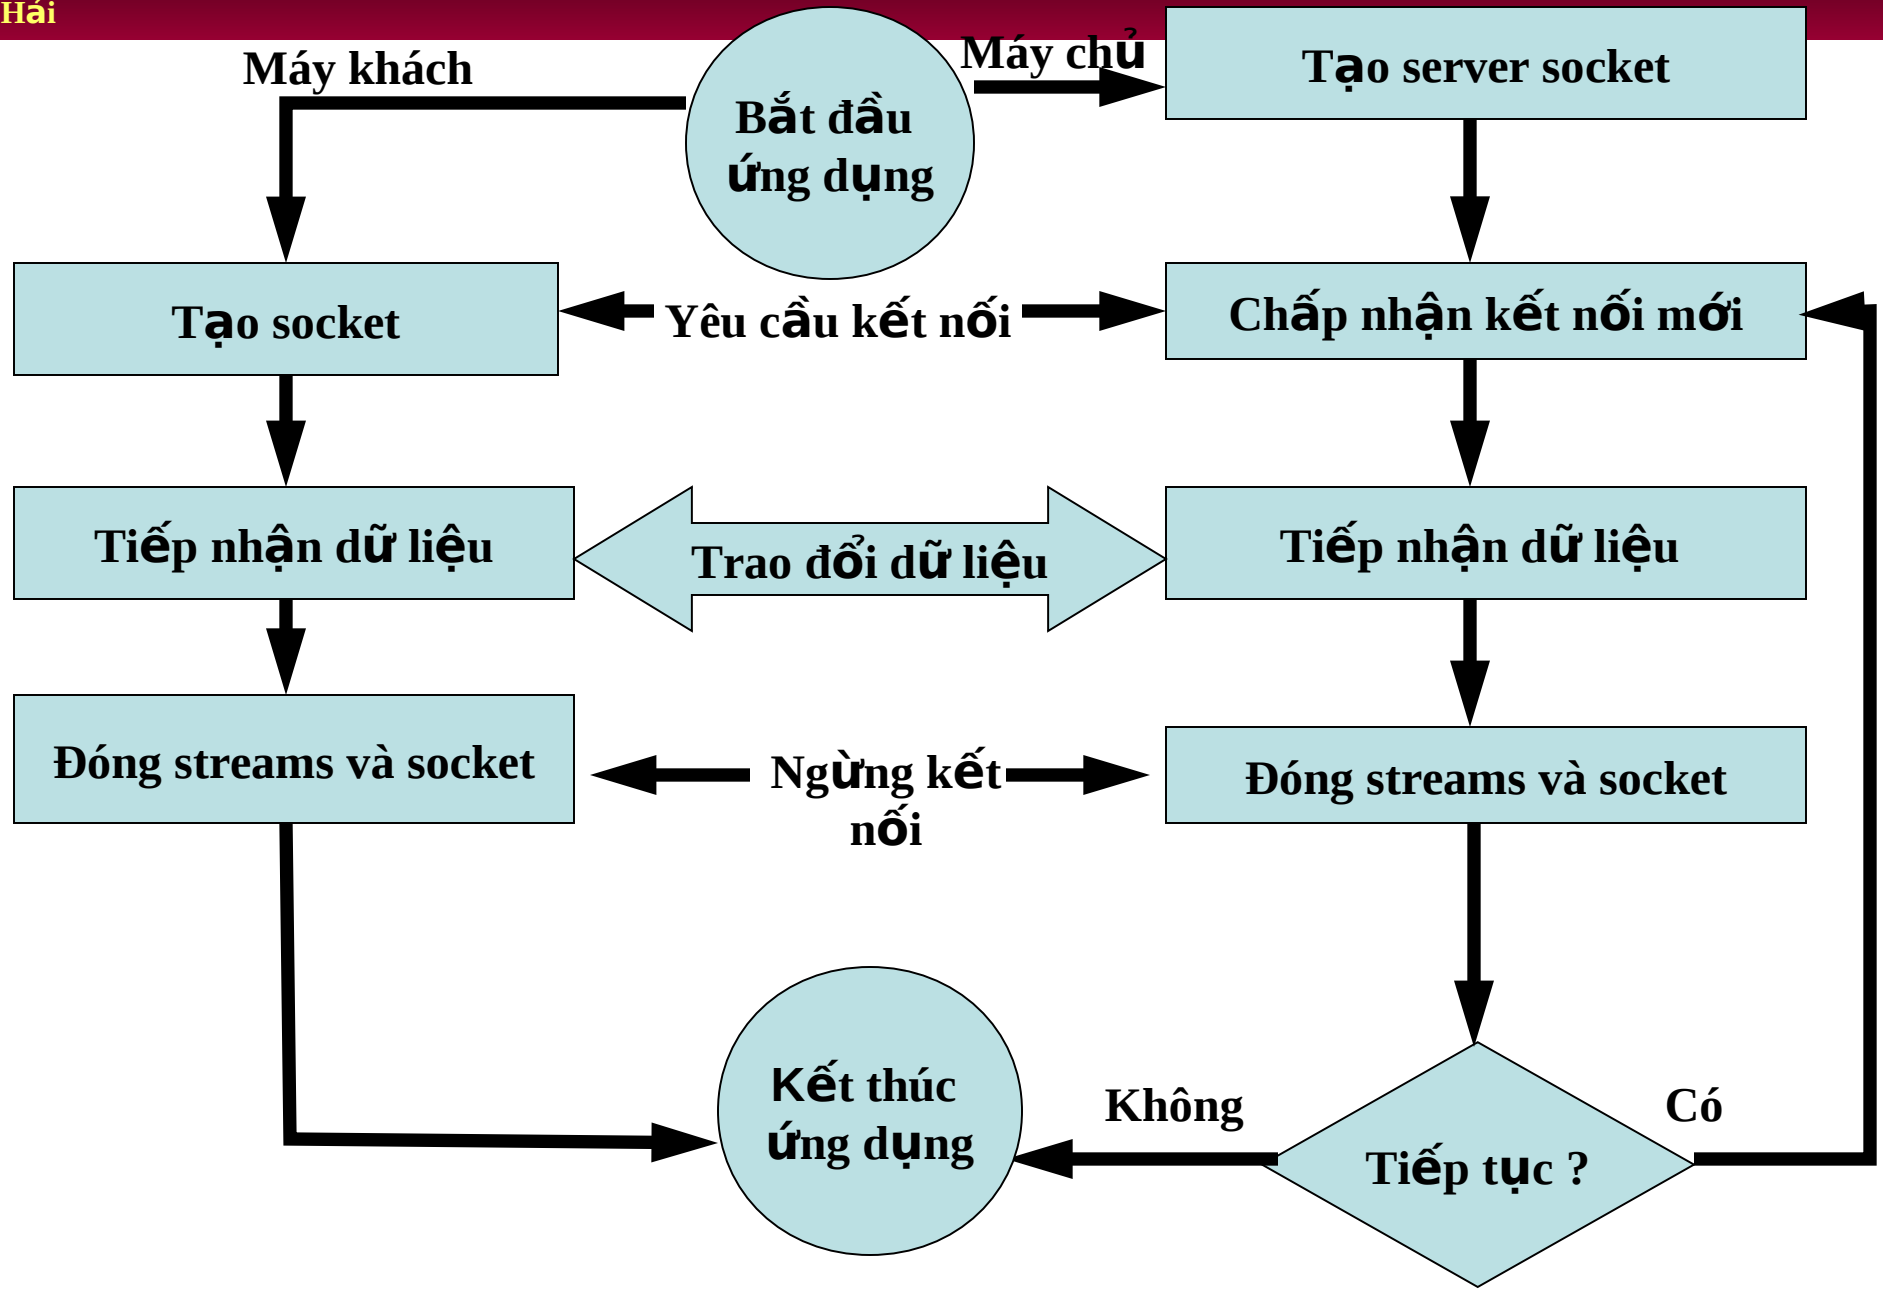 Hái
Máy khách
Máy chủ
Bắt đầu
ứng dụng
Tạo server socket
Tạo socket
Yêu cầu kết nối
Chấp nhận kết nối mới
Tiếp nhận dữ liệu
Trao đổi dữ liệu
Tiếp nhận dữ liệu
Đóng streams và socket
Ngừng kết
nối
Đóng streams và socket
Kết thúc
ứng dụng
Không
Có
Tiếp tục ?